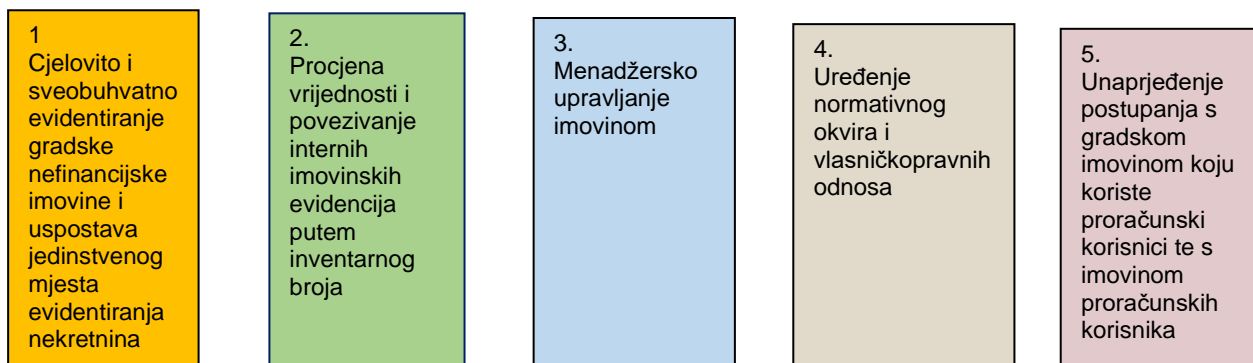 1
Cjelovito i
sveobuhvatno
evidentiranje
gradske
nefinancijske
imovine i
uspostava
jedinstvenog
mjesta
evidentiranja
nekretnina
2.
Procjena
vrijednosti i
povezivanje
internih
imovinskih
evidencija
putem
inventarnog
broja
3.
Menadžersko
upravljanje
imovinom
4.
Uređenje
normativnog
okvira i
vlasničkopravnih
odnosa
5.
Unaprjeđenje
postupanja s
gradskom
imovinom koju
koriste
proračunski
korisnici te s
imovinom
proračunskih
korisnika